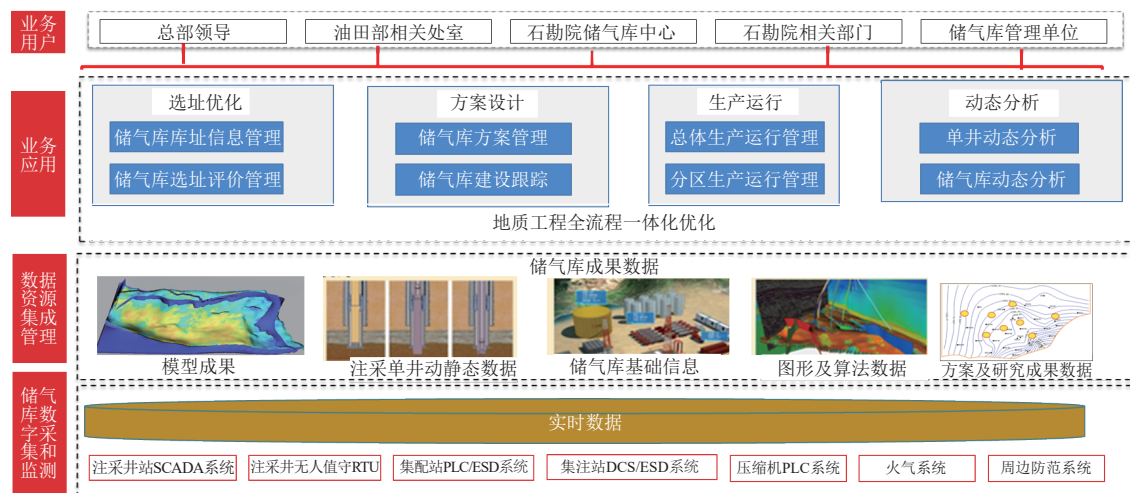 业务
用户
总部领导
油田部相关处室
石勘院储气库中心
石勘院相关部门
储气库管理单位
业务
应用
选址优化
储气库库址信息管理
储气库选址评价管理
方案设计
储气库方案管理
储气库建设跟踪
生产运行
总体生产运行管理
分区生产运行管理
动态分析
单井动态分析
储气库动态分析
地质工程全流程一体化优化
数据
资源
集成
管理
储气库成果数据
模型成果
注采单井动静态数据
储气库基础信息
图形及算法数据
方案及研究成果数据
储气
库数
字采
集和
监测
实时数据
注采井站SCADA系统
注采井无人值守RTU
集配站PLC/ESD系统
集注站DCS/ESD系统
压缩机PLC系统
火气系统
周边防范系统